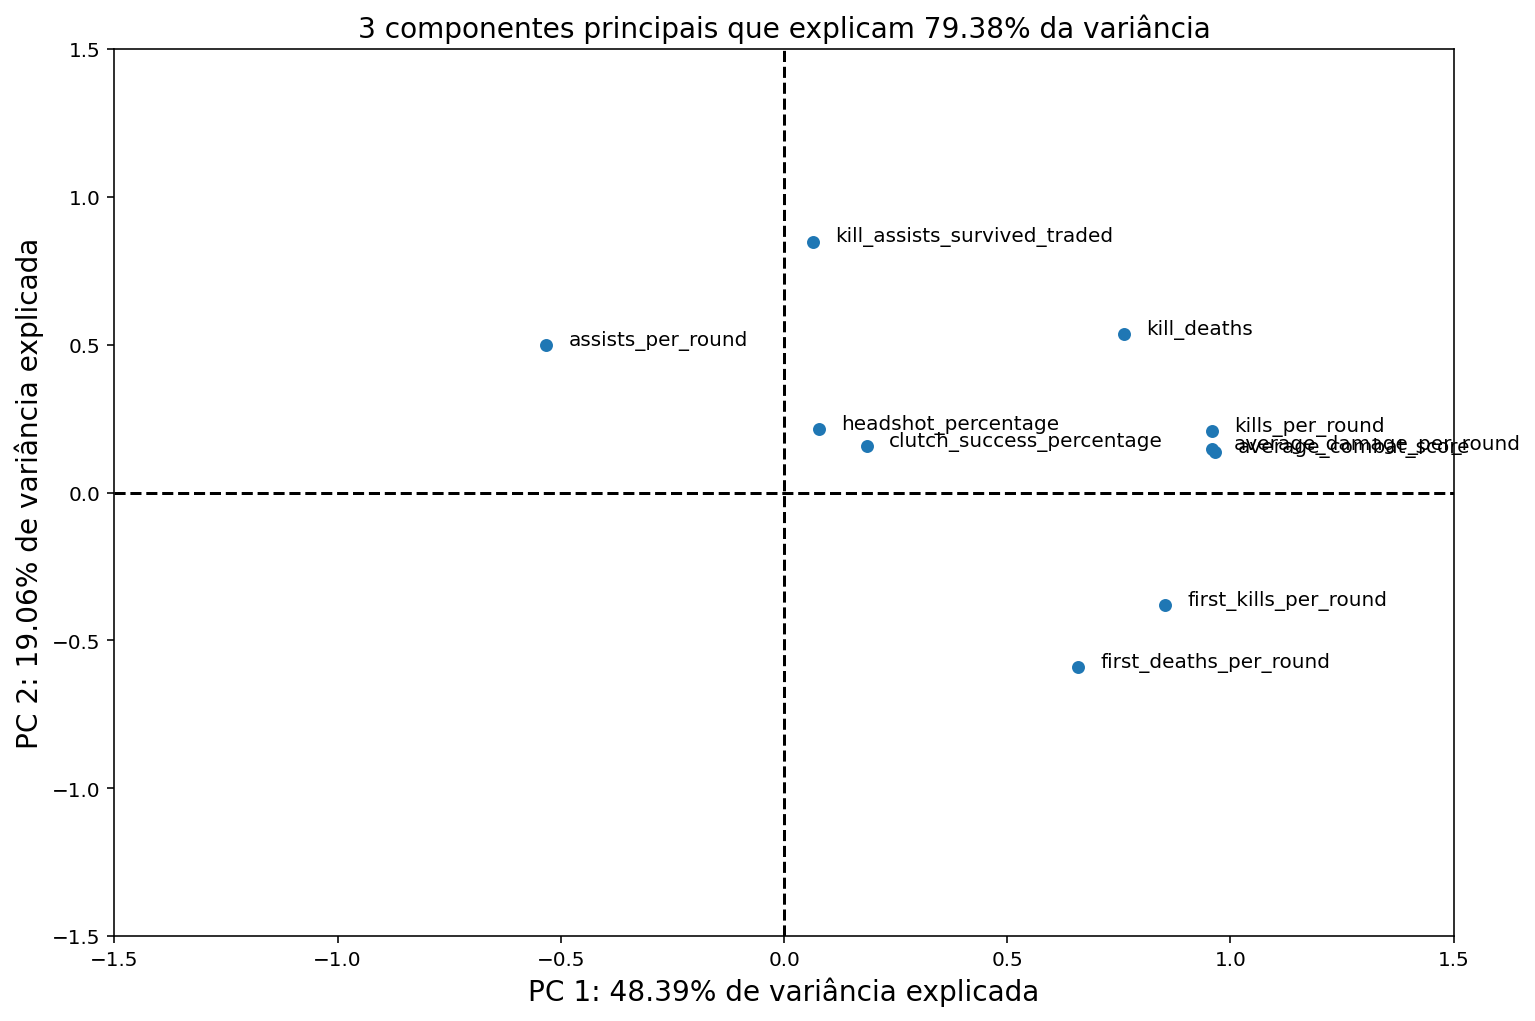 3 componentes principais que explicam 79.38% da variância
1.5
1.0
0.5
0.0
−0.5
−1.0
−1.5
PC 2: 19.06% de variância explicada
kill_assists_survived_traded
kill_deaths
assists_per_round
headshot_percentage
kills_per_round
clutch_success_percentage
average_damage_per_round
average_combat_score
first_kills_per_round
first_deaths_per_round
−1.5
−1.0
−0.5
0.0
0.5
1.0
1.5
PC 1: 48.39% de variância explicada